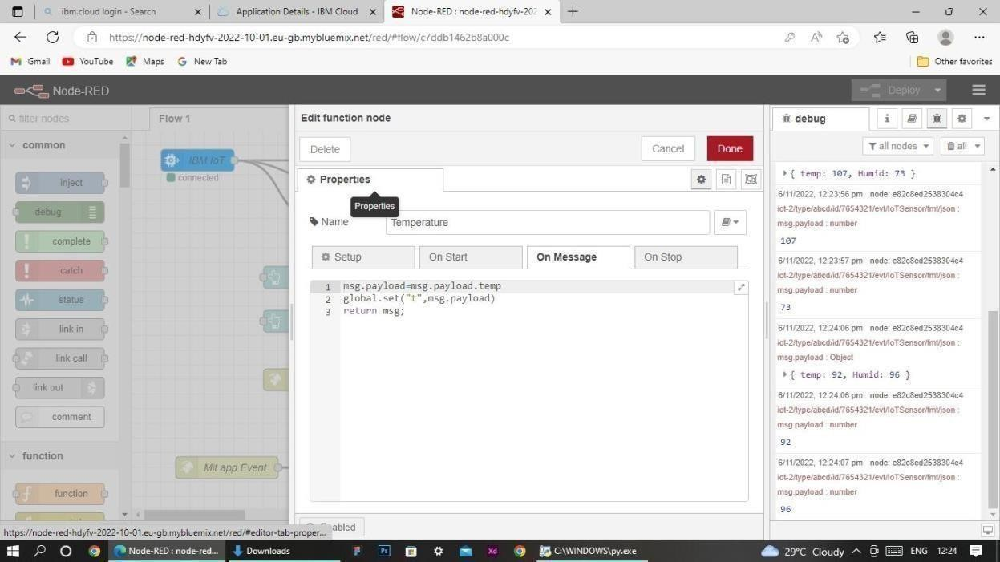 ibm.cloud login - Search
Application Details - IBM Cloud
Node-RED : node-red-hdyfv-202
https://node-red-hdyfv-2022-10-01.eu-gb.mybluemix.net/red/#flow/c7ddb1462b8a000c
Gmail
YouTube
Maps
New Tab
Other favorites
Node-RED
Deploy
filter nodes
common
inject
debug
complete
catch
status
link in
link call
link out
comment
function
function
Flow 1
IBM IoT
connected
Mit app Event
Edit function node
Delete
Cancel
Done
Properties
Properties
Name
Temperature
Setup
On Start
On Message
On Stop
1 msg.payload=msg.payload.temp
2 global.set("t",msg.payload)
3 return msg;
debug
all nodes
all
{ temp: 107, Humid: 73 }
6/11/2022, 12:23:56 pm node: e82c8ed2538304c4
iot-2/type/abcd/id/7654321/evt/IoTSensor/fmt/json :
msg.payload : number
107
6/11/2022, 12:23:57 pm node: e82c8ed2538304c4
iot-2/type/abcd/id/7654321/evt/IoTSensor/fmt/json :
msg.payload : number
73
6/11/2022, 12:24:06 pm node: e82c8ed2538304c4
iot-2/type/abcd/id/7654321/evt/IoTSensor/fmt/json :
msg.payload : Object
{ temp: 92, Humid: 96 }
6/11/2022, 12:24:06 pm node: e82c8ed2538304c4
iot-2/type/abcd/id/7654321/evt/IoTSensor/fmt/json :
msg.payload : number
92
6/11/2022, 12:24:07 pm node: e82c8ed2538304c4
iot-2/type/abcd/id/7654321/evt/IoTSensor/fmt/json :
msg.payload : number
96
https://node-red-hdyfv-2022-10-01.eu-gb.mybluemix.net/red/#editor-tab-proper...
Node-RED : node-red...
Downloads
Ps
Xd
C:\WINDOWS\py.exe
29°C Cloudy
ENG
12:24